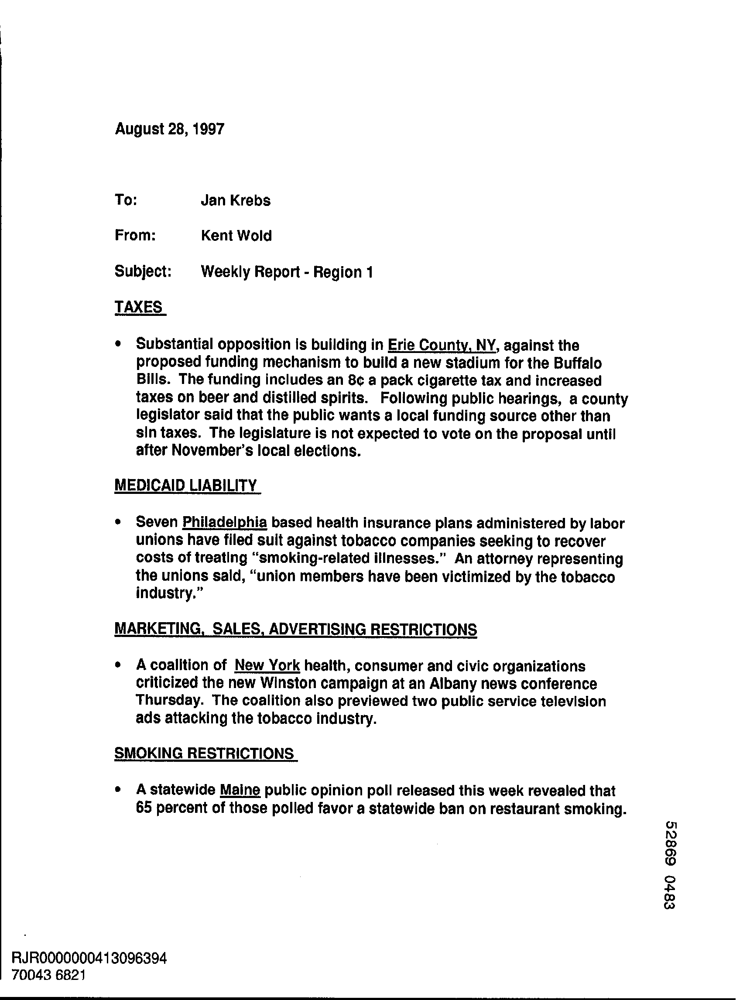 August 28, 1997
To: Jan Krebs
From: Kent Wold
Subject: Weekly Report - Region 1
TAXES
• Substantial opposition is building in Erie County, NY, against the
proposed funding mechanism to build a new stadium for the Buffalo
Bills. The funding includes an 8¢ a pack cigarette tax and increased
taxes on beer and distilled spirits. Following public hearings, a county
legislator said that the public wants a local funding source other than
sin taxes. The legislature is not expected to vote on the proposal until
after November's local elections.
MEDICAID LIABILITY
• Seven Philadelphia based health insurance plans administered by labor
unions have filed suit against tobacco companies seeking to recover
costs of treating "smoking-related illnesses." An attorney representing
the unions said, "union members have been victimized by the tobacco
industry."
MARKETING, SALES, ADVERTISING RESTRICTIONS
• A coalition of New York health, consumer and civic organizations
criticized the new Winston campaign at an Albany news conference
Thursday. The coalition also previewed two public service television
ads attacking the tobacco industry.
SMOKING RESTRICTIONS
• A statewide Maine public opinion poll released this week revealed that
65 percent of those polled favor a statewide ban on restaurant smoking.
52869 0483
RJR0000000413096394
70043 6821